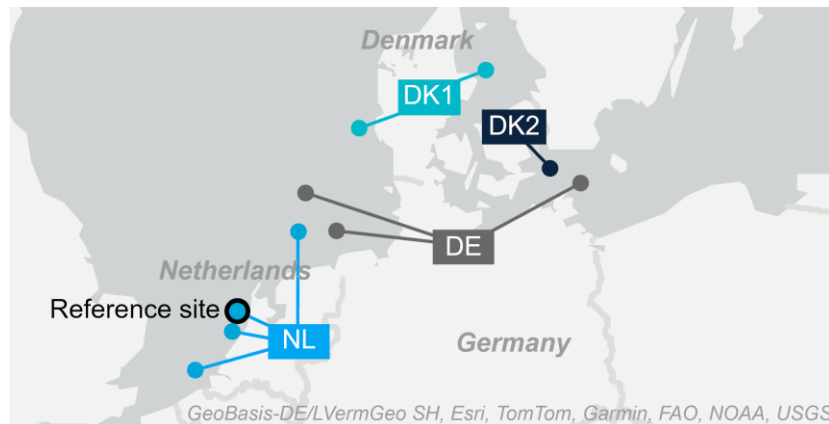 Denmark
DK1
DK2
DE
Netherlands
Reference site
NL
Germany
GeoBasis-DE/LVermGeo SH, Esri, TomTom, Garmin, FAO, NOAA, USGS